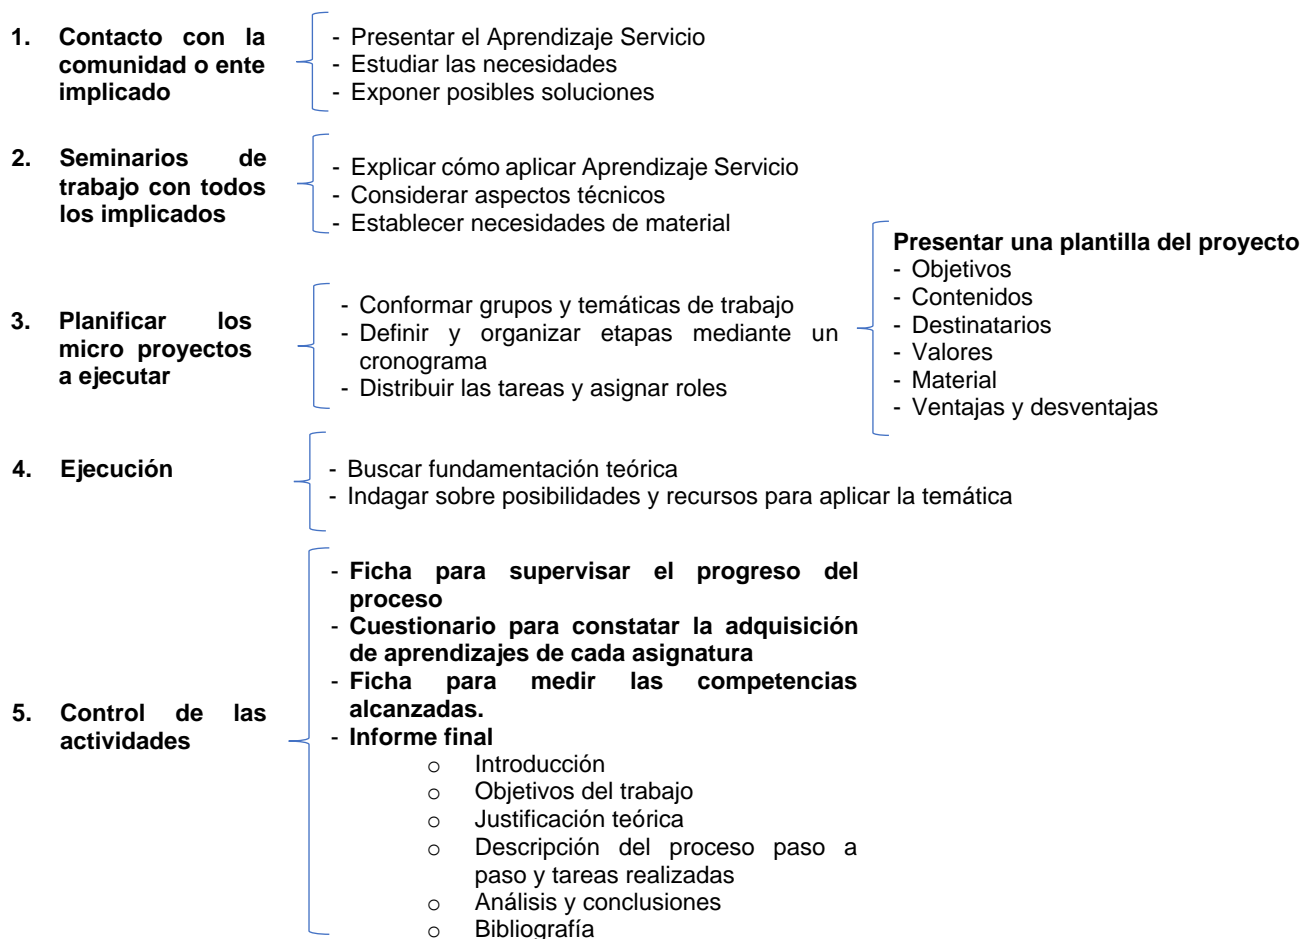 1. Contacto con la
comunidad o ente
implicado
- Presentar el Aprendizaje Servicio
- Estudiar las necesidades
- Exponer posibles soluciones
2. Seminarios de
trabajo con todos
los implicados
- Explicar cómo aplicar Aprendizaje Servicio
- Considerar aspectos técnicos
- Establecer necesidades de material
3. Planificar los
micro proyectos
a ejecutar
- Conformar grupos y temáticas de trabajo
- Definir y organizar etapas mediante un
cronograma
- Distribuir las tareas y asignar roles
Presentar una plantilla del proyecto
- Objetivos
- Contenidos
- Destinatarios
- Valores
- Material
- Ventajas y desventajas
4. Ejecución
- Buscar fundamentación teórica
- Indagar sobre posibilidades y recursos para aplicar la temática
5. Control de las
actividades
- Ficha para supervisar el progreso del
proceso
- Cuestionario para constatar la adquisición
de aprendizajes de cada asignatura
- Ficha para medir las competencias
alcanzadas.
- Informe final
o Introducción
o Objetivos del trabajo
o Justificación teórica
o Descripción del proceso paso a
paso y tareas realizadas
o Análisis y conclusiones
o Bibliografía